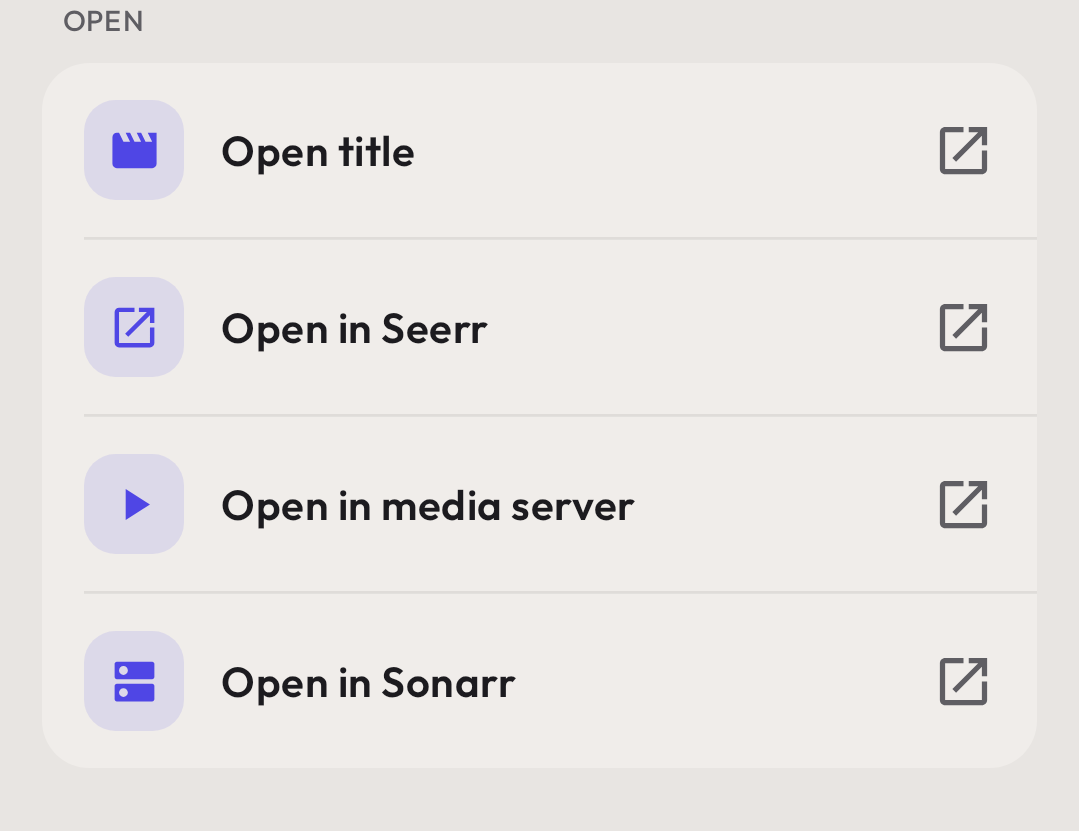 OPEN
Open title
Open in Seerr
Open in media server
Open in Sonarr